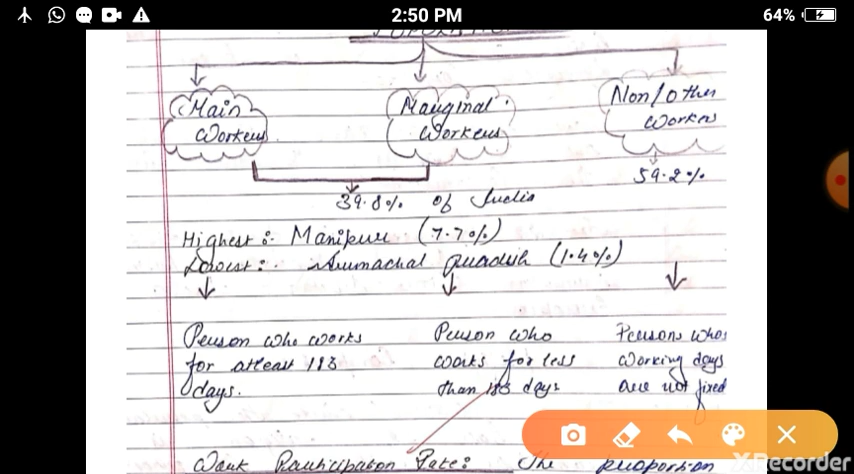 2:50 PM
64%
Main
Workers
Marginal
Workers
Non/Other
Worker
39.8% of India
59.2%
Highest :- Manipur (7.7%)
Lowest :- Arunachal Pradesh (1.4%)
Person who works
for atleast 183
days.
Person who
works for less
than 183 days
Persons whos
working days
are not fixed
Work Participation Rate: The proportion
XRecorder